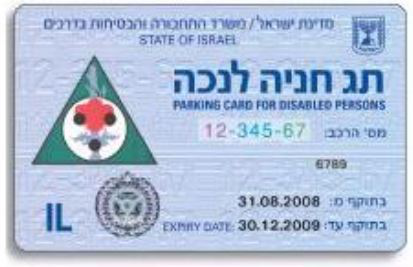 מדינת ישראל/ משרד התחבורה והבטיחות בדרכים
STATE OF ISRAEL
תג חניה לנכה
PARKING CARD FOR DISABLED PERSONS
מס׳ הרכב: 12-345-67
6789
בתוקף מ: 31.08.2008
בתוקף עד: 30.12.2009 EXPIRY DATE:
IL